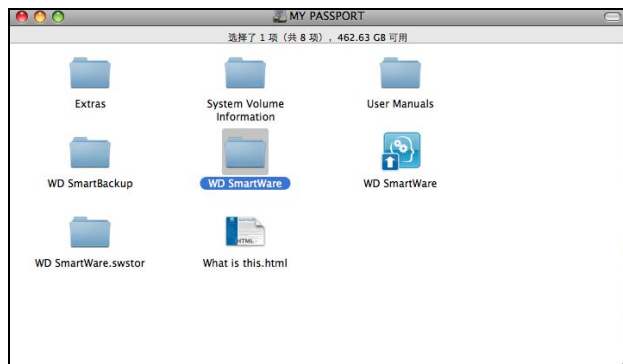 MY PASSPORT
选择了 1 项（共 8 项），462.63 GB 可用
Extras
System Volume
Information
User Manuals
WD SmartBackup
WD SmartWare
WD SmartWare
WD SmartWare.swstor
HTML
What is this.html